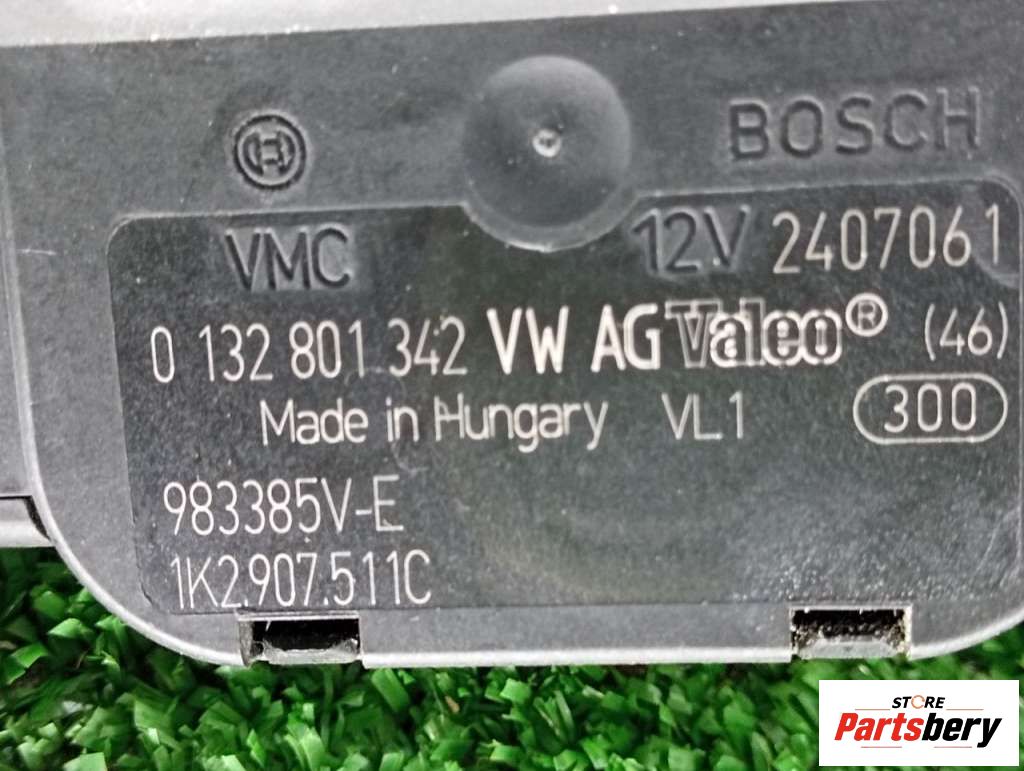 BOSCH
VMC 12V 2407061
0 132 801 342 VW AG Valeo® (46)
Made in Hungary VL1 300
983385V-E
1K2.907.511C
STORE
Partsbery